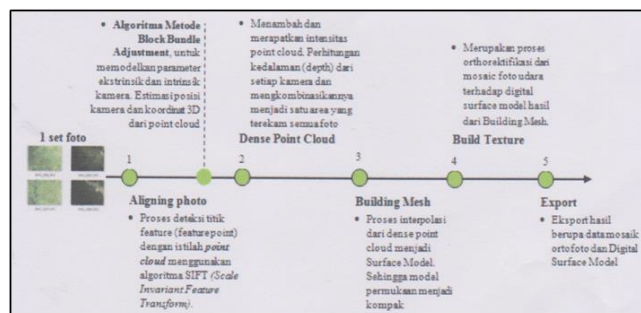 • Algoritma Metode
Block Bundle
Adjustment, untuk
memodelkan parameter
ekstrinsik dan intrinsik
kamera. Estimasi posisi
kamera dan koordinat 3D
dari point cloud
• Menambah dan
merapatkan intensitas
point cloud. Perhitungan
kedalaman (depth) dari
setiap kamera dan
mengkombinasikannya
menjadi satu area yang
terekam semua foto
Dense Point Cloud
• Merupakan proses
orthorektifikasi dari
mosaic foto udara
terhadap digital
surface model hasil
dari Building Mesh.
Build Texture
1 set foto
1
2
3
4
5
Aligning photo
• Proses deteksi titik
feature (feature point)
dengan istilah point
cloud menggunakan
algoritma SIFT (Scale
Invariant Feature
Transform).
Building Mesh
• Proses interpolasi
dari dense point
cloud menjadi
Surface Model.
Sehingga model
permukaan menjadi
kompak
Export
• Eksport hasil
berupa data mosaik
ortofoto dan Digital
Surface Model